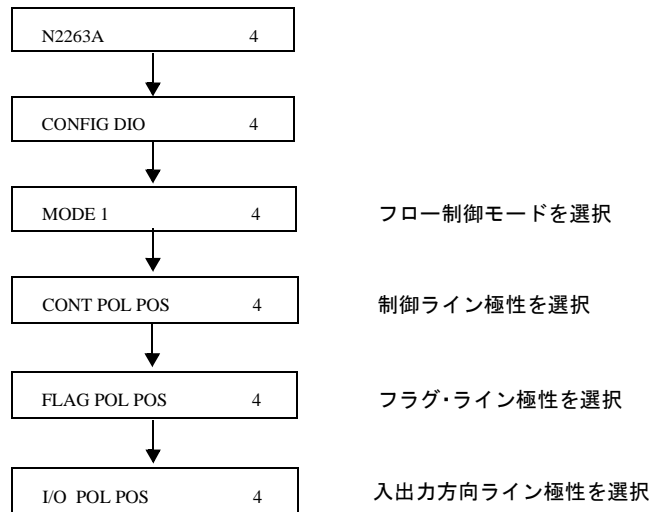 N2263A 4
CONFIG DIO 4
MODE 1 4 フロー制御モードを選択
CONT POL POS 4 制御ライン極性を選択
FLAG POL POS 4 フラグ･ライン極性を選択
I/O POL POS 4 入出力方向ライン極性を選択